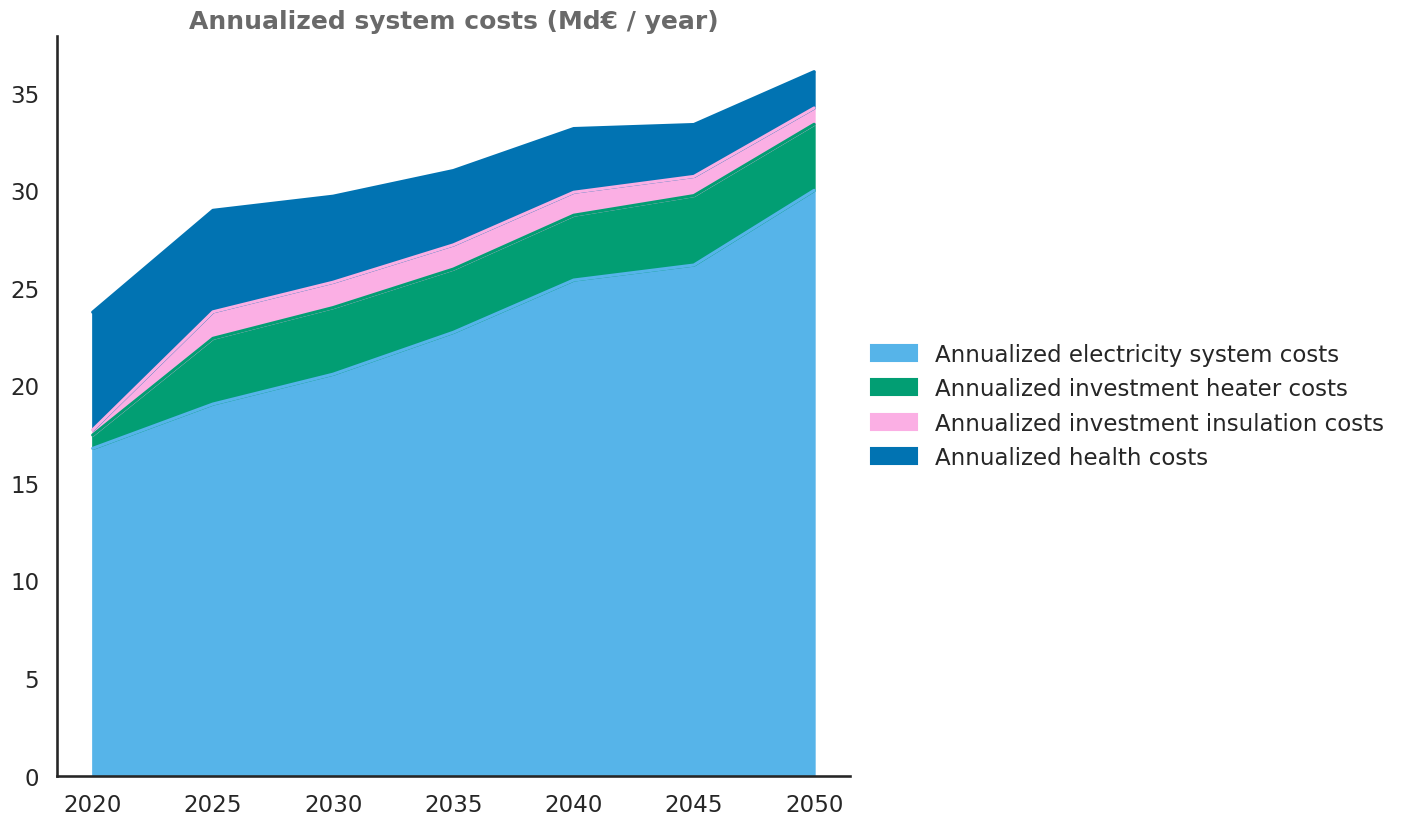 Annualized system costs (Md€ / year)
35
30
25
20
15
10
5
0
2020 2025 2030 2035 2040 2045 2050
Annualized electricity system costs
Annualized investment heater costs
Annualized investment insulation costs
Annualized health costs